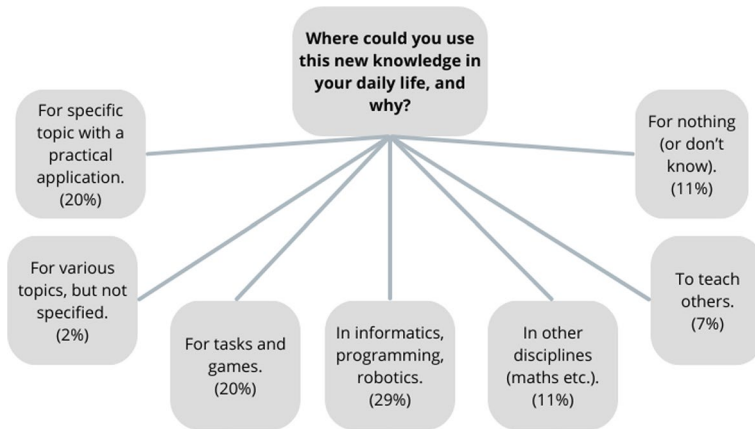 Where could you use
this new knowledge in
your daily life, and
why?
For specific
topic with a
practical
application.
(20%)
For various
topics, but not
specified.
(2%)
For tasks and
games.
(20%)
In informatics,
programming,
robotics.
(29%)
In other
disciplines
(maths etc.).
(11%)
To teach
others.
(7%)
For nothing
(or don't
know).
(11%)